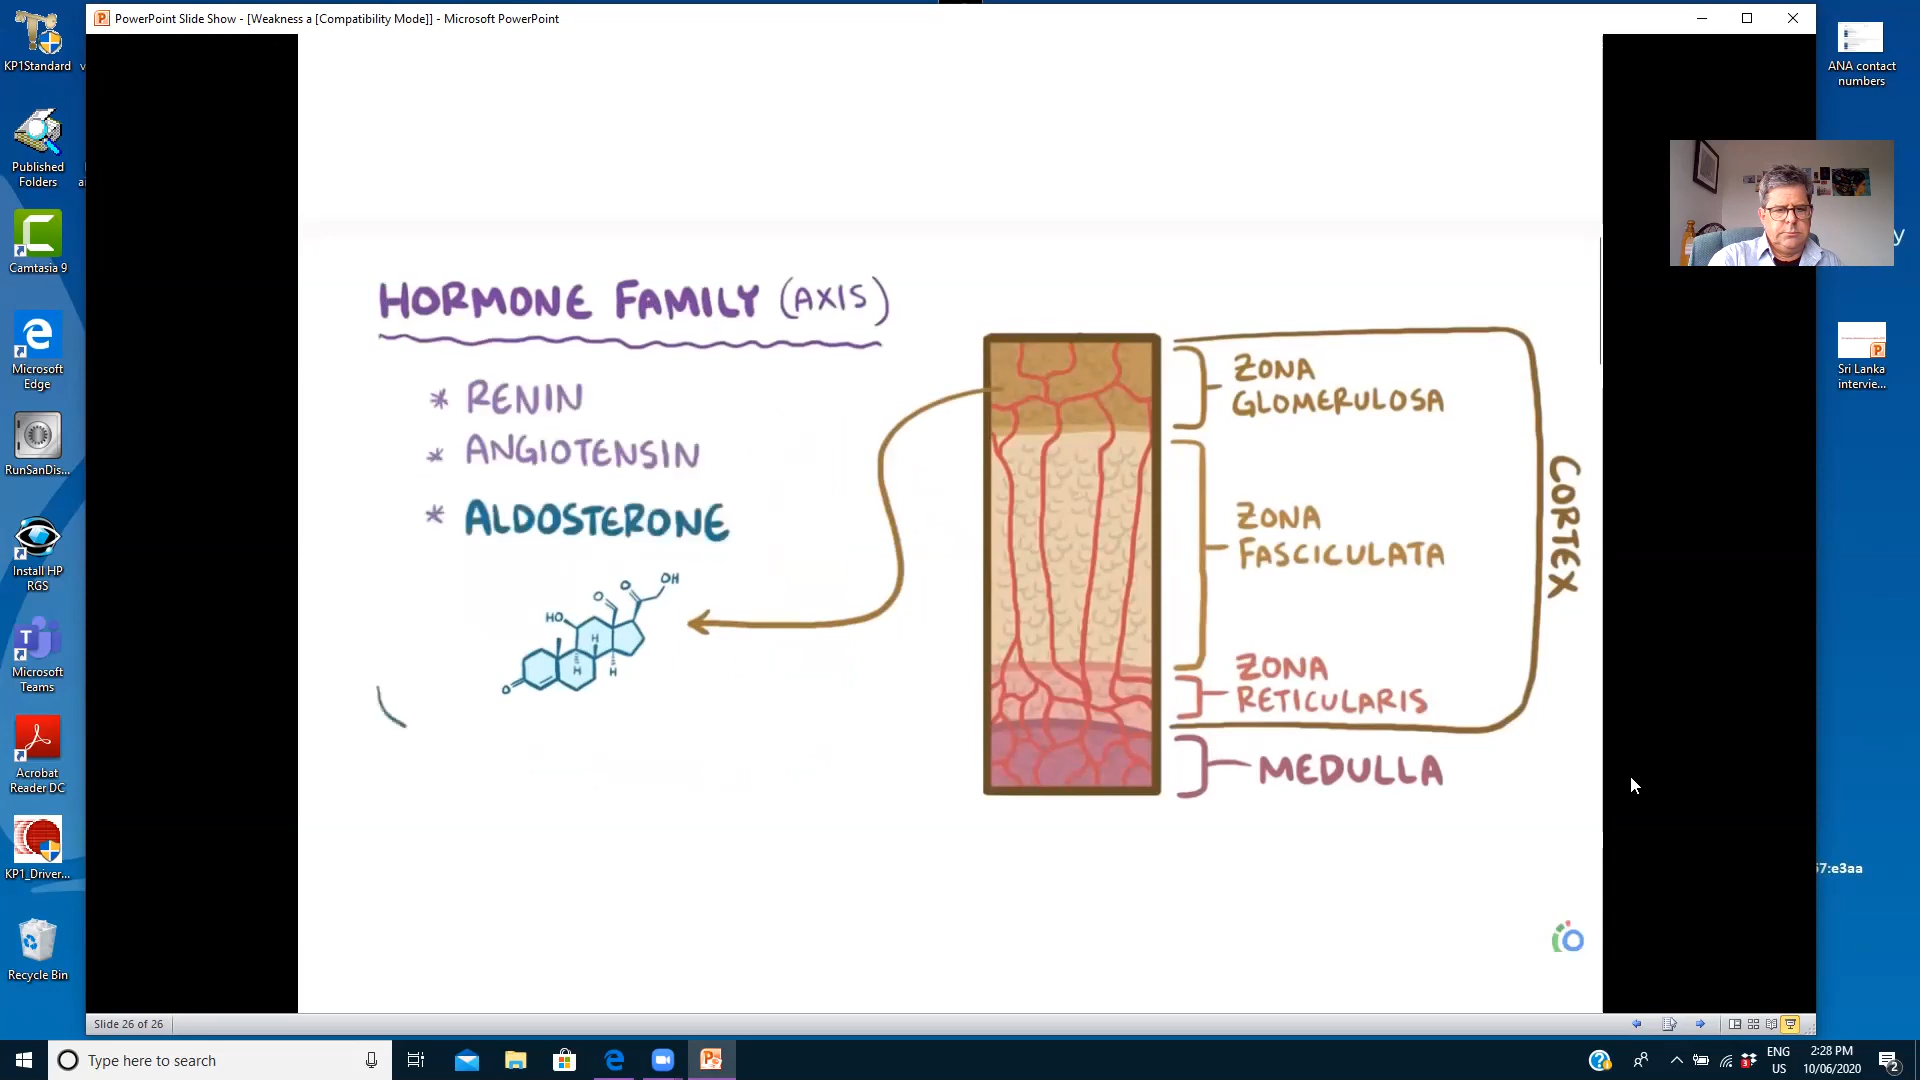 PowerPoint Slide Show - [Weakness a [Compatibility Mode]] - Microsoft PowerPoint
KP1Standard
Published
Folders
Camtasia 9
Microsoft
Edge
RunSanDis...
Install HP
RGS
Microsoft
Teams
Acrobat
Reader DC
KP1_Driver...
Recycle Bin
ANA contact
numbers
Sri Lanka
intervie...
HORMONE FAMILY (AXIS)
* RENIN
* ANGIOTENSIN
* ALDOSTERONE
OH
O
O
HO
H
H
H
O
ZONA
GLOMERULOSA
ZONA
FASCICULATA
ZONA
RETICULARIS
CORTEX
MEDULLA
57:e3aa
Slide 26 of 26
Type here to search
ENG
US
2:28 PM
10/06/2020
2